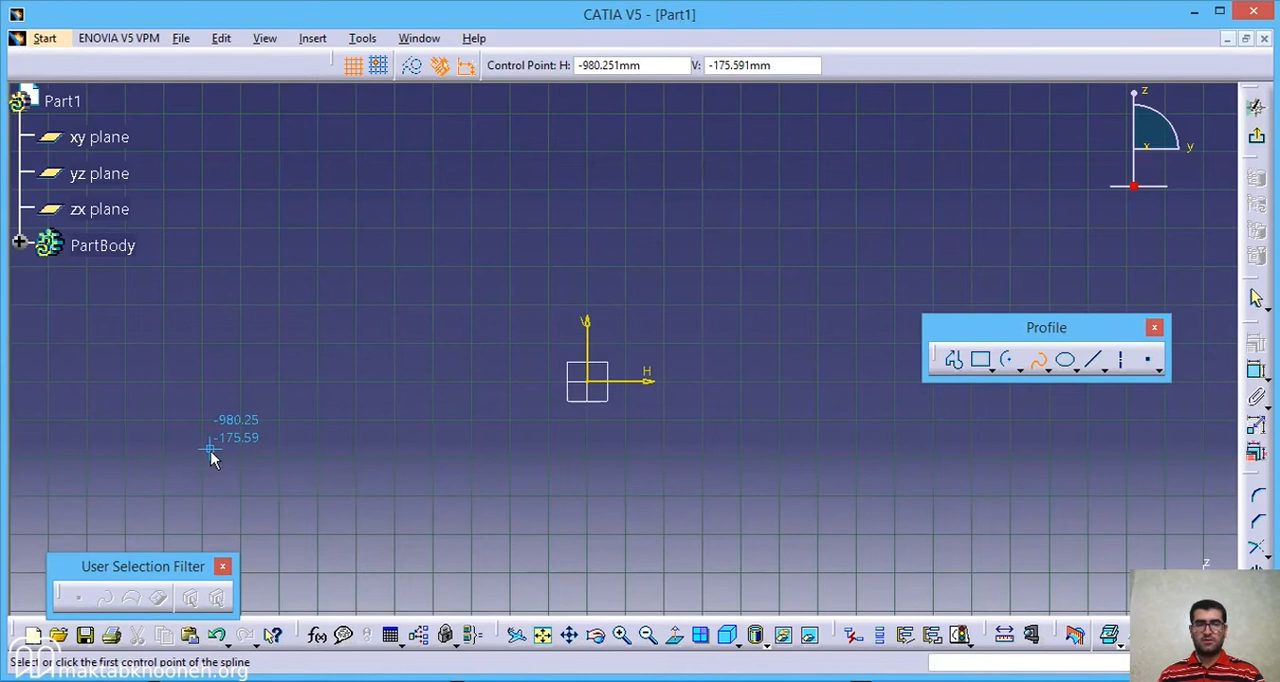 CATIA V5 - [Part1]
Start ENOVIA V5 VPM File Edit View Insert Tools Window Help
Control Point: H: -980.251mm V: -175.591mm
Part1
xy plane
yz plane
zx plane
PartBody
z
x
y
V
H
Profile
-980.25
-175.59
User Selection Filter
z
f(x)
Select or click the first control point of the spline
maktabkhooneh.org